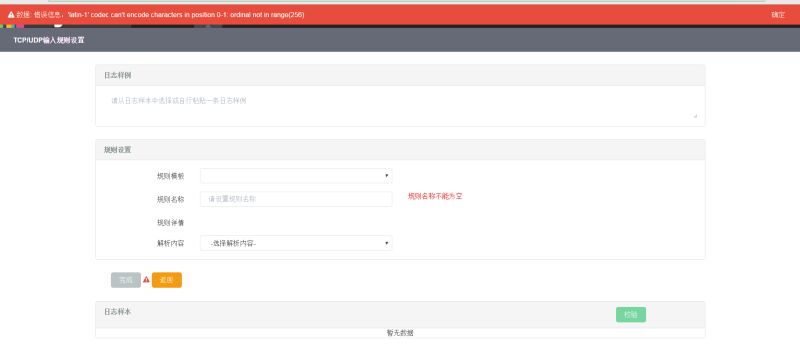 数据: 错误信息：'latin-1' codec can't encode characters in position 0-1: ordinal not in range(256) 确定
TCP/UDP输入规则设置
日志样例
请从日志样本中选择或自行粘贴一条日志样例
规则设置
规则模板
规则名称 请设置规则名称 规则名称不能为空
规则详情
解析内容 -选择解析内容-
完成 返回
日志样本 校验
暂无数据